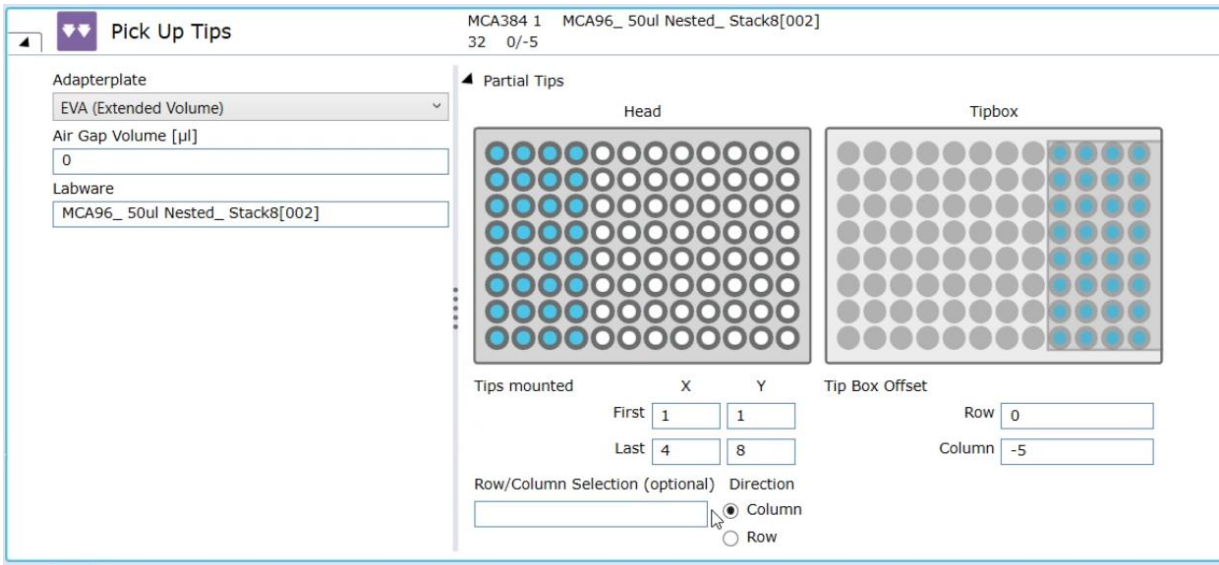 Pick Up Tips
MCA384 1 MCA96_ 50ul Nested_ Stack8[002]
32 0/-5
Adapterplate
EVA (Extended Volume)
Air Gap Volume [µl]
0
Labware
MCA96_ 50ul Nested_ Stack8[002]
Partial Tips
Head
Tipbox
Tips mounted X Y
First 1 1
Last 4 8
Tip Box Offset
Row 0
Column -5
Row/Column Selection (optional)
Direction
Column
Row